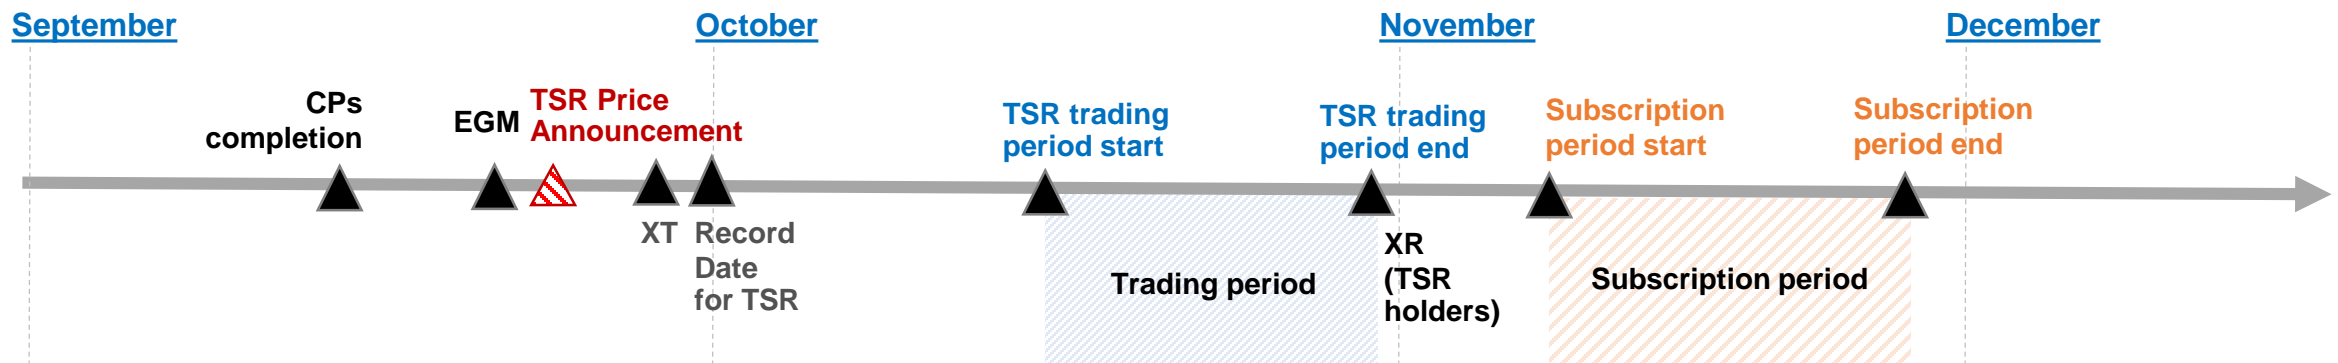 September
October
November
December
CPs
completion
EGM
TSR Price
Announcement
TSR trading
period start
TSR trading
period end
Subscription
period start
Subscription
period end
XT
Record
Date
for TSR
Trading period
XR
(TSR
holders)
Subscription period